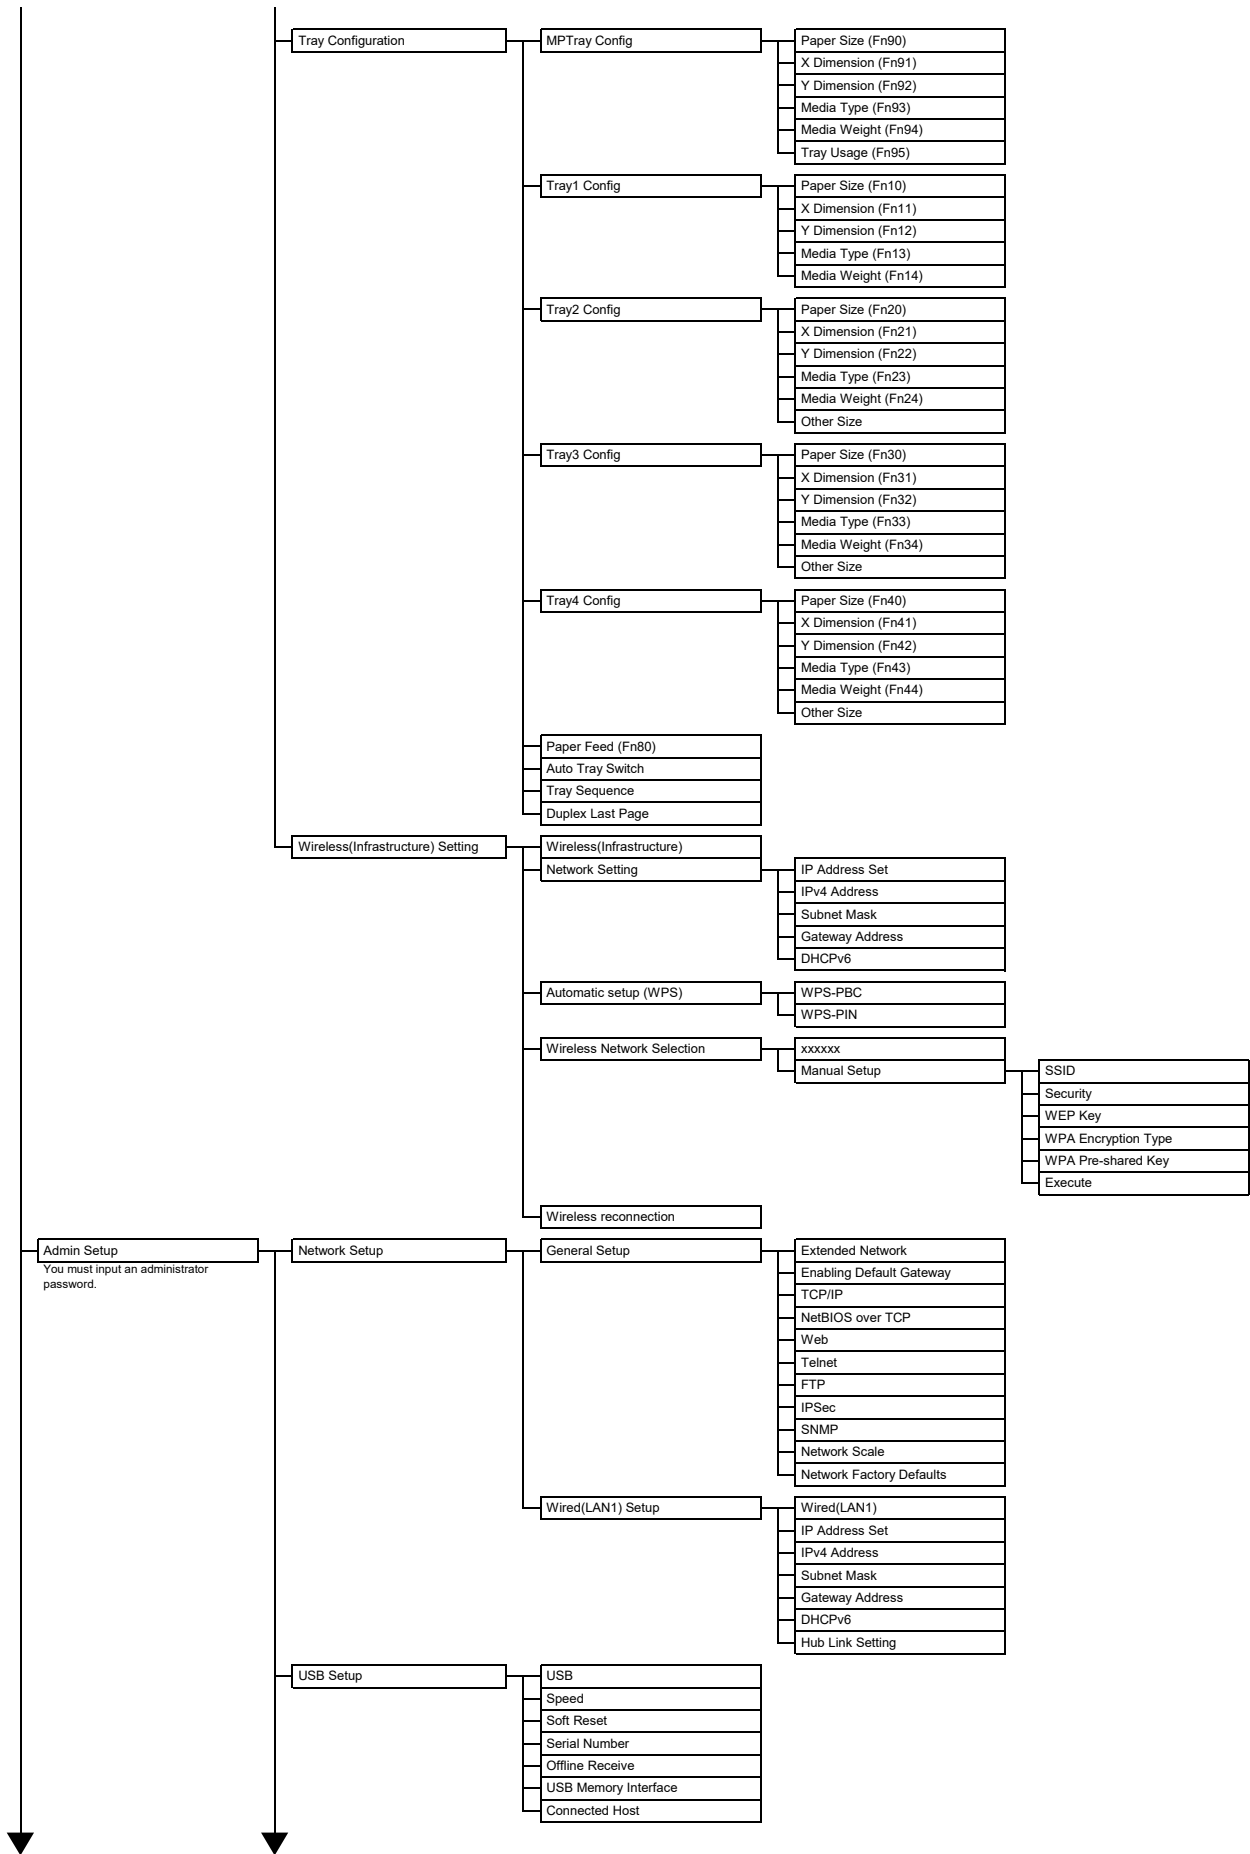 Tray Configuration
MPTray Config
Paper Size (Fn90)
X Dimension (Fn91)
Y Dimension (Fn92)
Media Type (Fn93)
Media Weight (Fn94)
Tray Usage (Fn95)
Tray1 Config
Paper Size (Fn10)
X Dimension (Fn11)
Y Dimension (Fn12)
Media Type (Fn13)
Media Weight (Fn14)
Tray2 Config
Paper Size (Fn20)
X Dimension (Fn21)
Y Dimension (Fn22)
Media Type (Fn23)
Media Weight (Fn24)
Other Size
Tray3 Config
Paper Size (Fn30)
X Dimension (Fn31)
Y Dimension (Fn32)
Media Type (Fn33)
Media Weight (Fn34)
Other Size
Tray4 Config
Paper Size (Fn40)
X Dimension (Fn41)
Y Dimension (Fn42)
Media Type (Fn43)
Media Weight (Fn44)
Other Size
Paper Feed (Fn80)
Auto Tray Switch
Tray Sequence
Duplex Last Page
Wireless(Infrastructure) Setting
Wireless(Infrastructure)
Network Setting
IP Address Set
IPv4 Address
Subnet Mask
Gateway Address
DHCPv6
Automatic setup (WPS)
WPS-PBC
WPS-PIN
Wireless Network Selection
xxxxxx
Manual Setup
SSID
Security
WEP Key
WPA Encryption Type
WPA Pre-shared Key
Execute
Wireless reconnection
Admin Setup
You must input an administrator
password.
Network Setup
General Setup
Extended Network
Enabling Default Gateway
TCP/IP
NetBIOS over TCP
Web
Telnet
FTP
IPSec
SNMP
Network Scale
Network Factory Defaults
Wired(LAN1) Setup
Wired(LAN1)
IP Address Set
IPv4 Address
Subnet Mask
Gateway Address
DHCPv6
Hub Link Setting
USB Setup
USB
Speed
Soft Reset
Serial Number
Offline Receive
USB Memory Interface
Connected Host